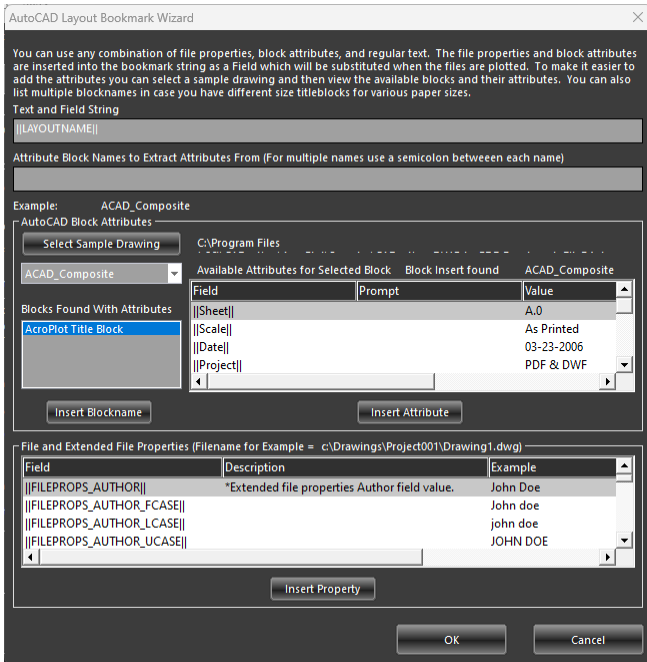 AutoCAD Layout Bookmark Wizard
You can use any combination of file properties, block attributes, and regular text. The file properties and block attributes
are inserted into the bookmark string as a Field which will be substituted when the files are plotted. To make it easier to
add the attributes you can select a sample drawing and then view the available blocks and their attributes. You can also
list multiple blocknames in case you have different size titleblocks for various paper sizes.
Text and Field String
||LAYOUTNAME||
Attribute Block Names to Extract Attributes From (For multiple names use a semicolon betweeen each name)
Example: ACAD_Composite
AutoCAD Block Attributes
Select Sample Drawing C:\Program Files
ACAD_Composite Available Attributes for Selected Block Block Insert found ACAD_Composite
Field Prompt Value
Blocks Found With Attributes ||Sheet|| A.0
AcroPlot Title Block ||Scale|| As Printed
||Date|| 03-23-2006
||Project|| PDF & DWF
Insert Blockname Insert Attribute
File and Extended File Properties (Filename for Example = c:\Drawings\Project001\Drawing1.dwg)
Field Description Example
||FILEPROPS_AUTHOR|| *Extended file properties Author field value. John Doe
||FILEPROPS_AUTHOR_FCASE|| John doe
||FILEPROPS_AUTHOR_LCASE|| john doe
||FILEPROPS_AUTHOR_UCASE|| JOHN DOE
Insert Property
OK Cancel